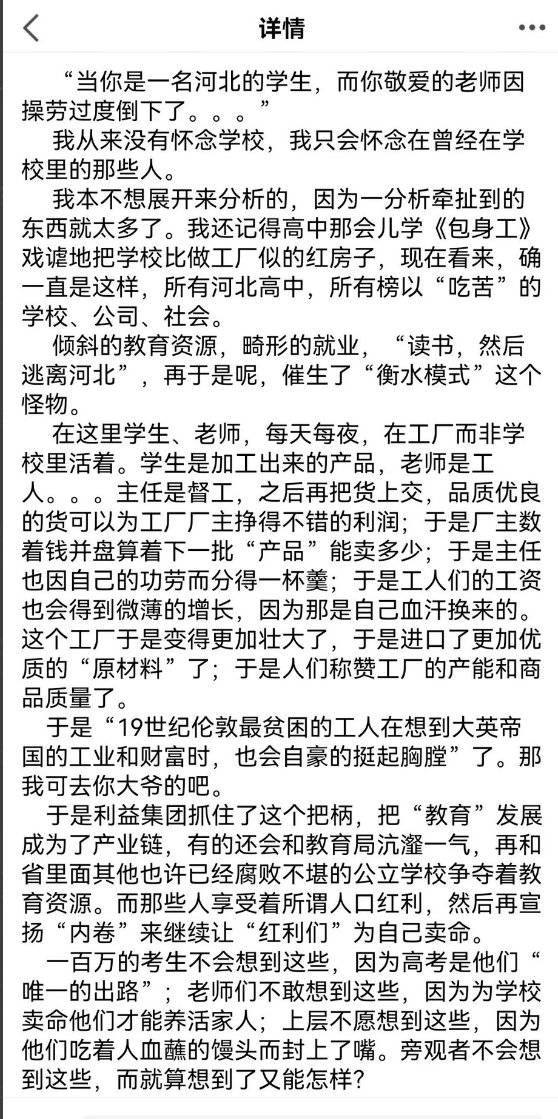 详情
“当你是一名河北的学生，而你敬爱的老师因
操劳过度倒下了。。。”
我从来没有怀念学校，我只会怀念在曾经在学
校里的那些人。
我本不想展开来分析的，因为一分析牵扯到的
东西就太多了。我还记得高中那会儿学《包身工》
戏谑地把学校比做工厂似的红房子，现在看来，确
一直是这样，所有河北高中，所有榜以“吃苦”的
学校、公司、社会。
倾斜的教育资源，畸形的就业，“读书，然后
逃离河北”，再于是呢，催生了“衡水模式”这个
怪物。
在这里学生、老师，每天每夜，在工厂而非学
校里活着。学生是加工出来的产品，老师是工
人。。。主任是督工，之后再把货上交，品质优良
的货可以为工厂厂主挣得不错的利润；于是厂主数
着钱并盘算着下一批“产品”能卖多少；于是主任
也因自己的功劳而分得一杯羹；于是工人们的工资
也会得到微薄的增长，因为那是自己血汗换来的。
这个工厂于是变得更加壮大了，于是进口了更加优
质的“原材料”了；于是人们称赞工厂的产能和商
品质量了。
于是“19世纪伦敦最贫困的工人在想到大英帝
国的工业和财富时，也会自豪的挺起胸膛”了。那
我可去你大爷的吧。
于是利益集团抓住了这个把柄，把“教育”发展
成为了产业链，有的还会和教育局沆瀣一气，再和
省里面其他也许已经腐败不堪的公立学校争夺着教
育资源。而那些人享受着所谓人口红利，然后再宣
扬“内卷”来继续让“红利们”为自己卖命。
一百万的考生不会想到这些，因为高考是他们“
唯一的出路”；老师们不敢想到这些，因为为学校
卖命他们才能养活家人；上层不愿想到这些，因为
他们吃着人血蘸的馒头而封上了嘴。旁观者不会想
到这些，而就算想到了又能怎样？